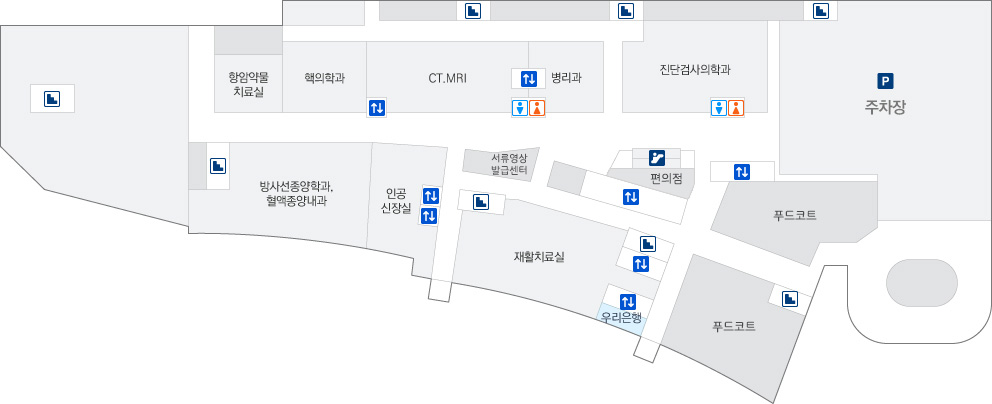 진단검사의학과
항암약물
치료실
핵의학과
CT.MRI
병리과
P
주차장
서류영상
발급센터
편의점
방사선종양학과,
혈액종양내과
인공
신장실
푸드코트
재활치료실
우리은행
푸드코트